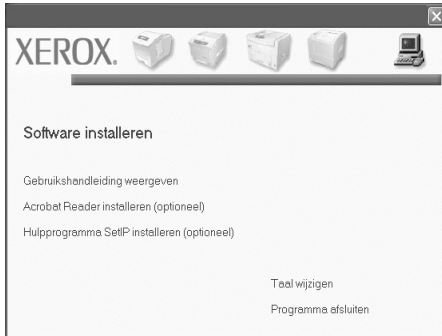 XEROX.
Software installeren
Gebruikshandleiding weergeven
Acrobat Reader installeren (optioneel)
Hulpprogramma SetIP installeren (optioneel)
Taal wijzigen
Programma afsluiten